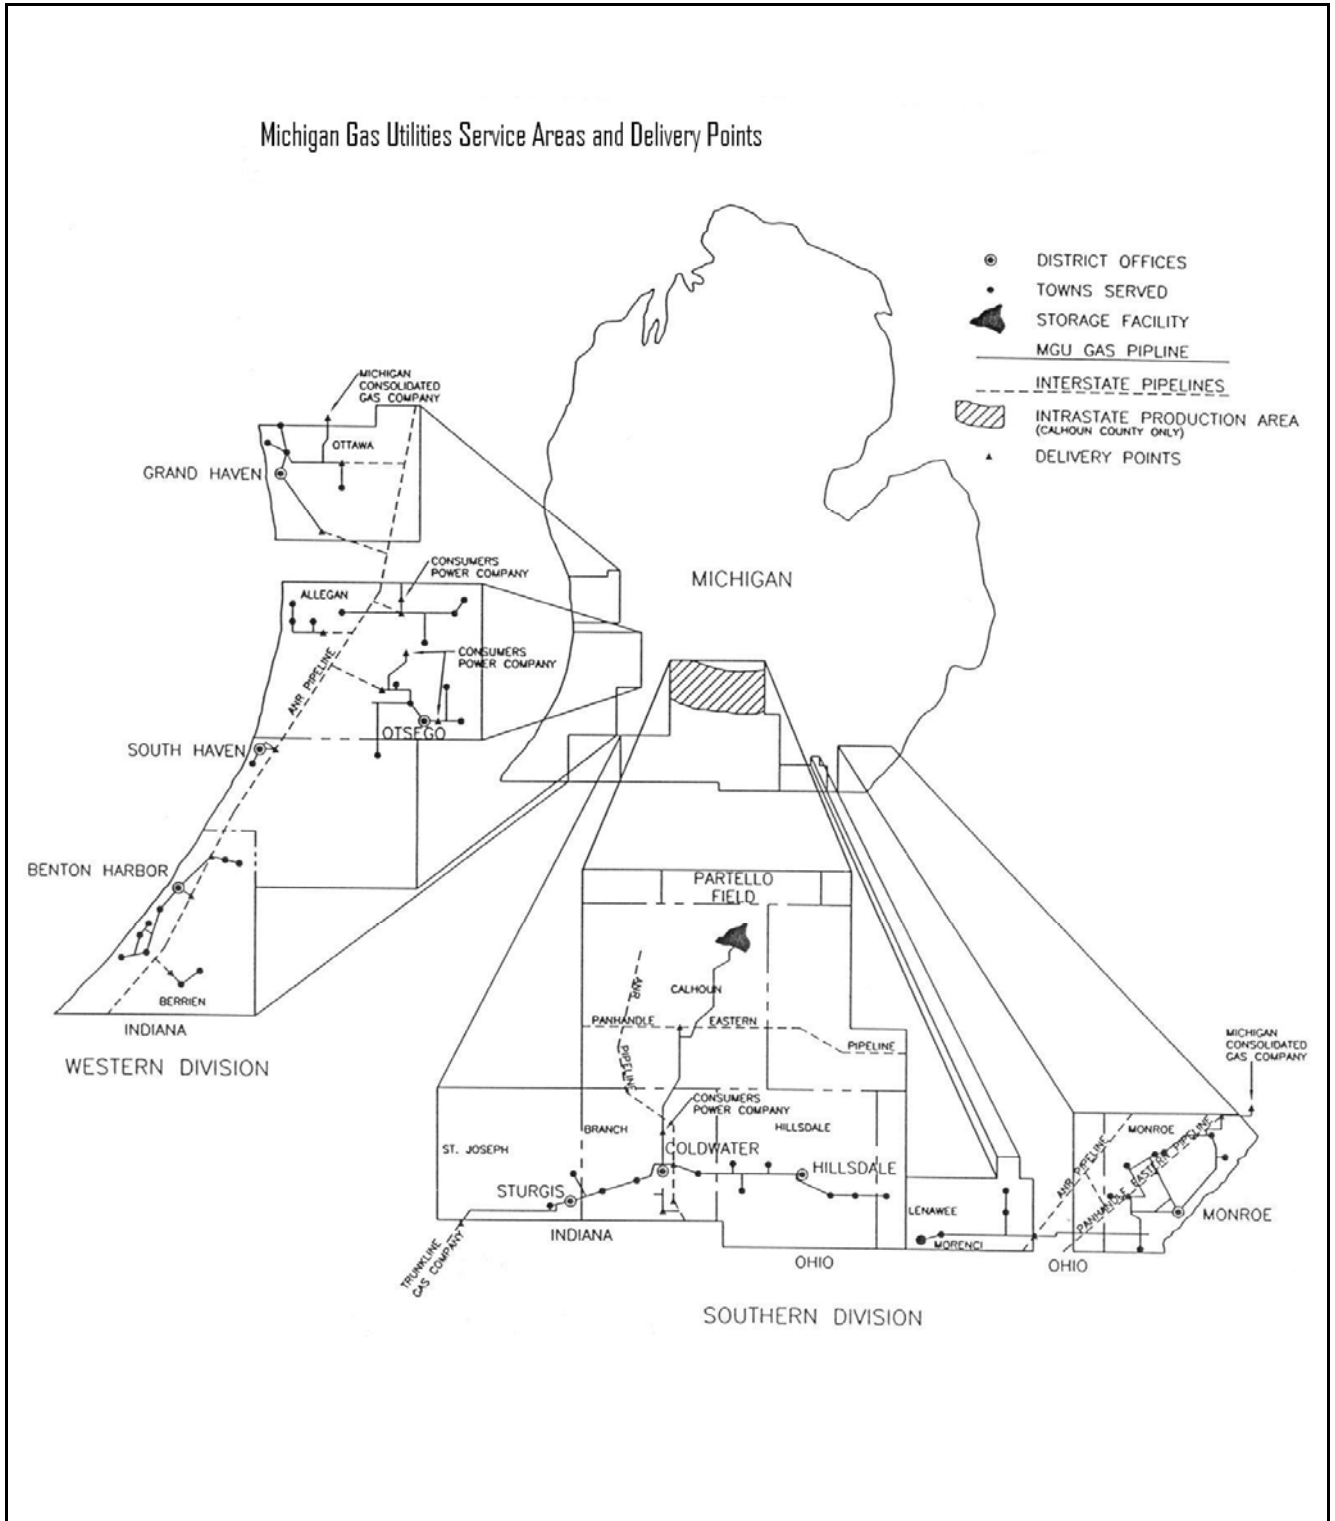 Michigan Gas Utilities Service Areas and Delivery Points
DISTRICT OFFICES
TOWNS SERVED
STORAGE FACILITY
MGU GAS PIPLINE
INTERSTATE PIPELINES
INTRASTATE PRODUCTION AREA
(CALHOUN COUNTY ONLY)
DELIVERY POINTS
MICHIGAN
CONSOLIDATED
GAS COMPANY
OTTAWA
GRAND HAVEN
CONSUMERS
POWER COMPANY
ALLEGAN
CONSUMERS
POWER COMPANY
ANR PIPELINE
OTSEGO
SOUTH HAVEN
BENTON HARBOR
BERRIEN
INDIANA
WESTERN DIVISION
MICHIGAN
PARTELLO
FIELD
CALHOUN
ANR
PIPELINE
PANHANDLE
EASTERN
PIPELINE
CONSUMERS
POWER COMPANY
BRANCH
HILLSDALE
ST. JOSEPH
COLDWATER
HILLSDALE
STURGIS
INDIANA
TRUNKLINE
GAS COMPANY
OHIO
LENAWEE
MORENCI
MICHIGAN
CONSOLIDATED
GAS COMPANY
MONROE
ANR PIPELINE
PANHANDLE EASTERN PIPELINE
MONROE
OHIO
SOUTHERN DIVISION